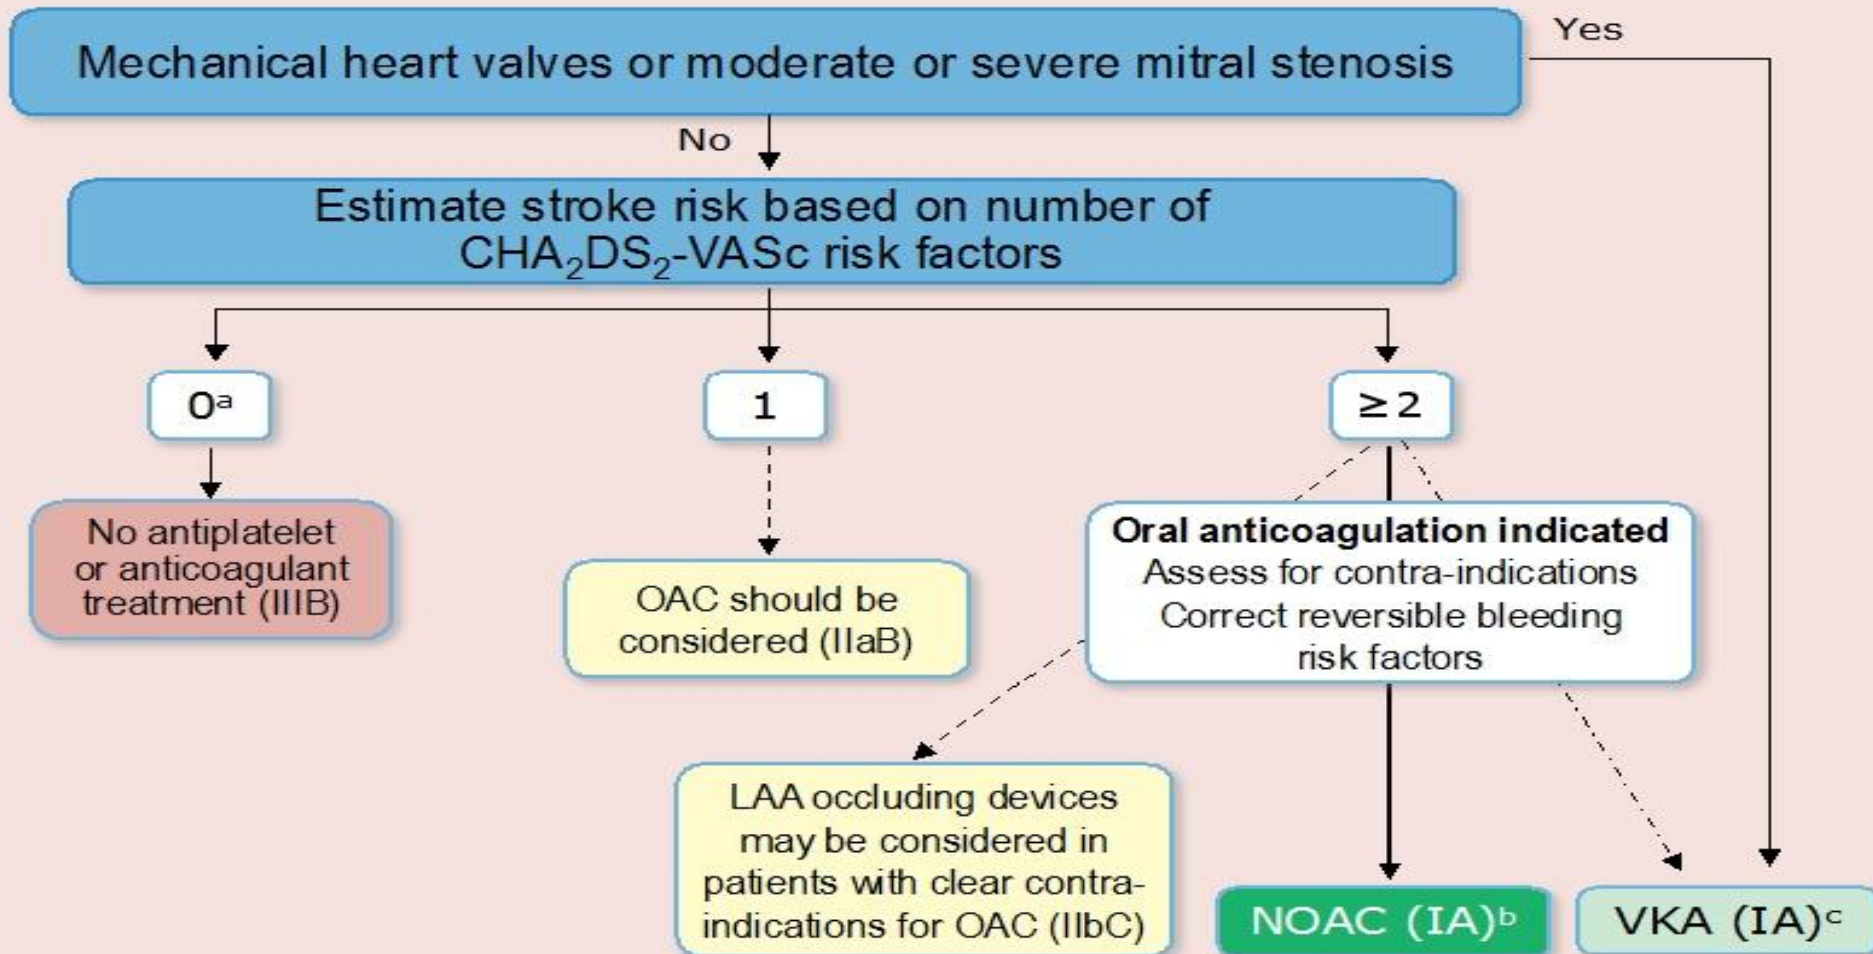 Mechanical heart valves or moderate or severe mitral stenosis
Yes
No
Estimate stroke risk based on number of
CHA₂DS₂-VASc risk factors
0ᵃ
1
≥ 2
No antiplatelet
or anticoagulant
treatment (IIIB)
OAC should be
considered (IIaB)
Oral anticoagulation indicated
Assess for contra-indications
Correct reversible bleeding
risk factors
LAA occluding devices
may be considered in
patients with clear contra-
indications for OAC (IIbC)
NOAC (IA)ᵇ
VKA (IA)ᶜ